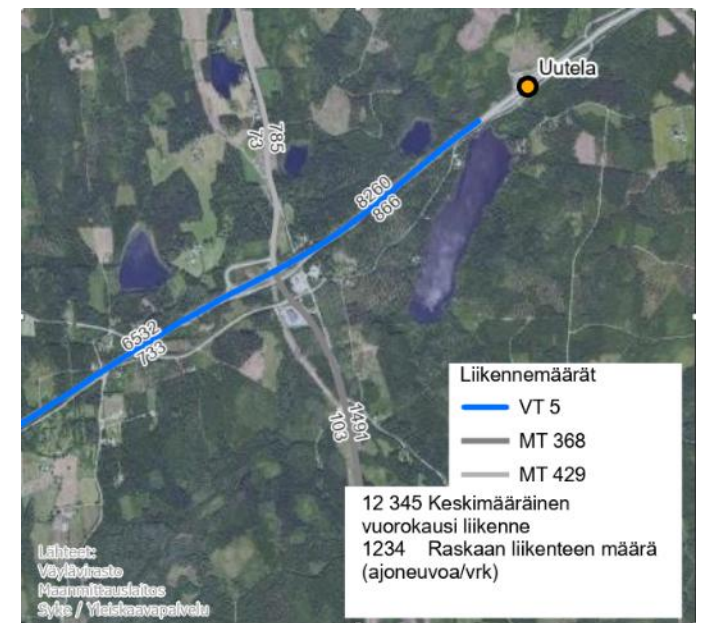 Uutela
785
73
8260
866
6532
733
1491
103
Liikennemäärät
VT 5
MT 368
MT 429
12 345 Keskimääräinen
vuorokausi liikenne
1234 Raskaan liikenteen määrä
(ajoneuvoa/vrk)
Lähteet:
Väylävirasto
Maanmittauslaitos
Syke / Yleiskaavapalvelu